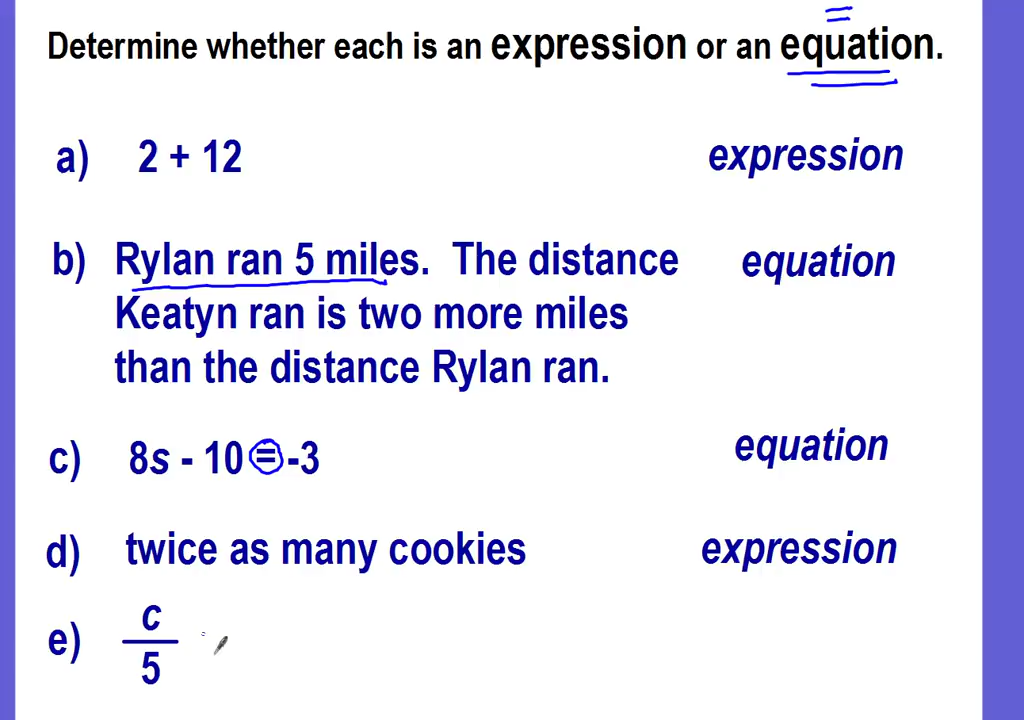 Determine whether each is an expression or an equation.
a) 2 + 12 expression
b) Rylan ran 5 miles. The distance equation
Keatyn ran is two more miles
than the distance Rylan ran.
c) 8s - 10 = -3 equation
d) twice as many cookies expression
e) c/5